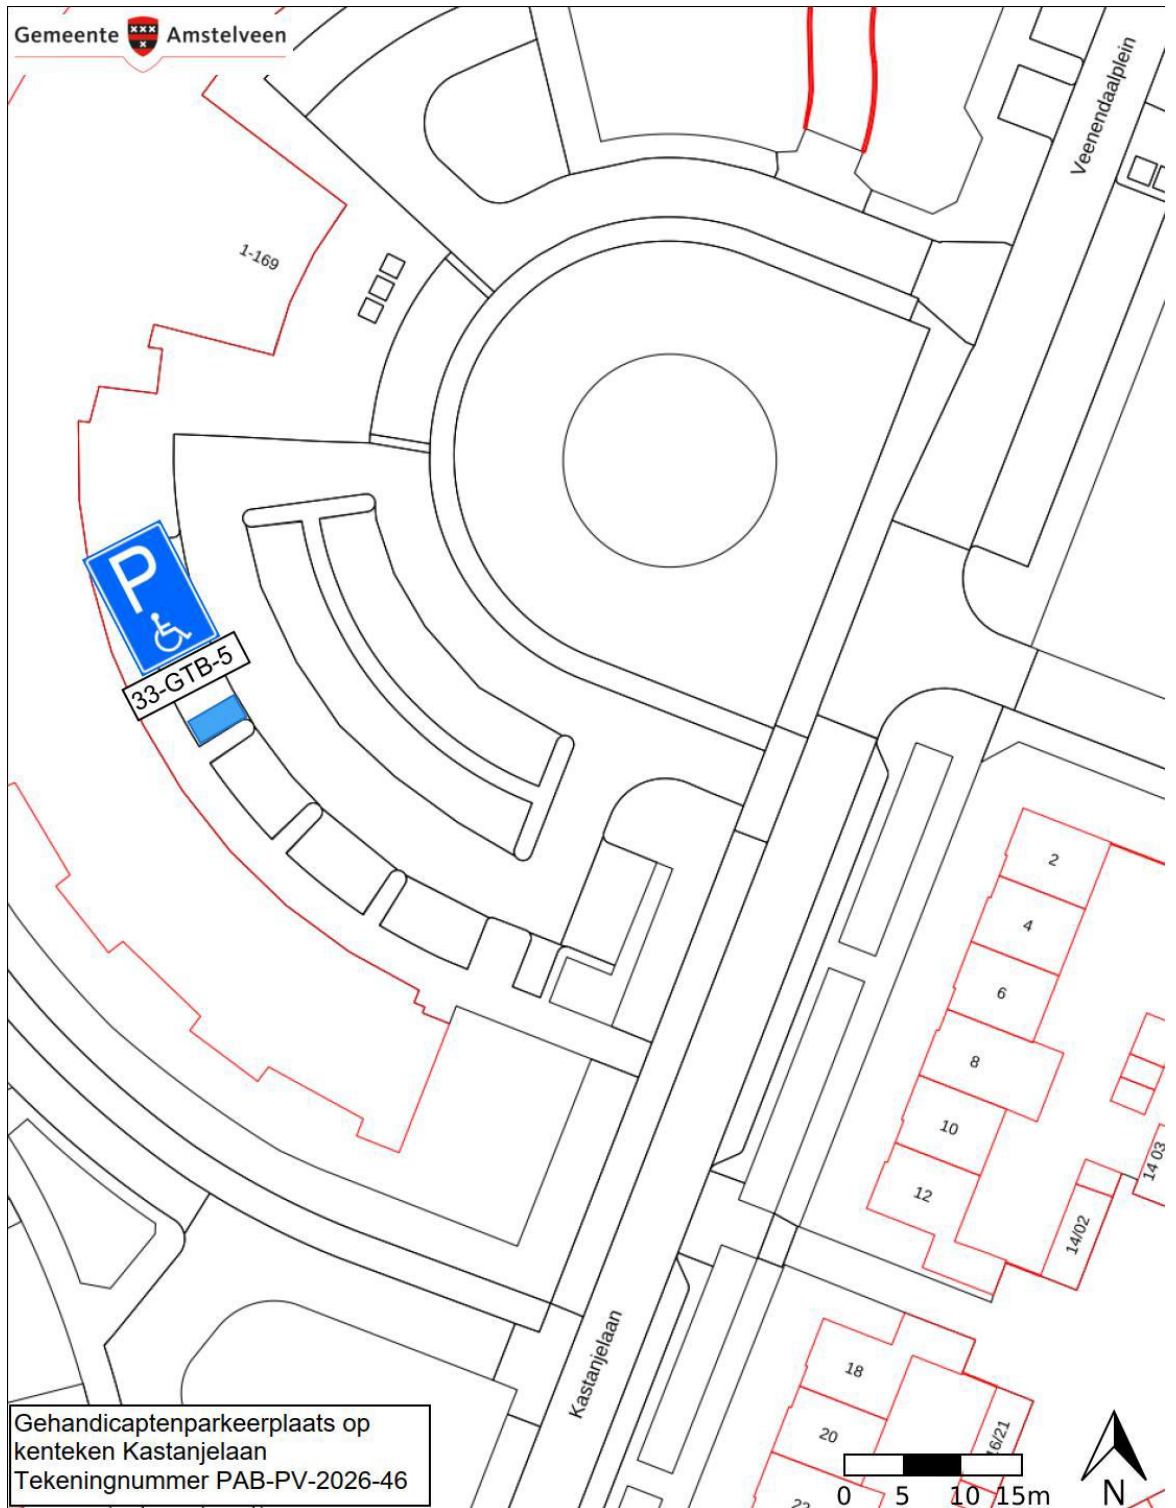 Gemeente Amstelveen
Veenendaalplein
1-169
P
33-GTB-5
2
4
6
8
10
12
14 03
14/02
Kastanjelaan
18
20
16/21
22
Gehandicaptenparkeerplaats op
kenteken Kastanjelaan
Tekeningnummer PAB-PV-2026-46
0 5 10 15m
N